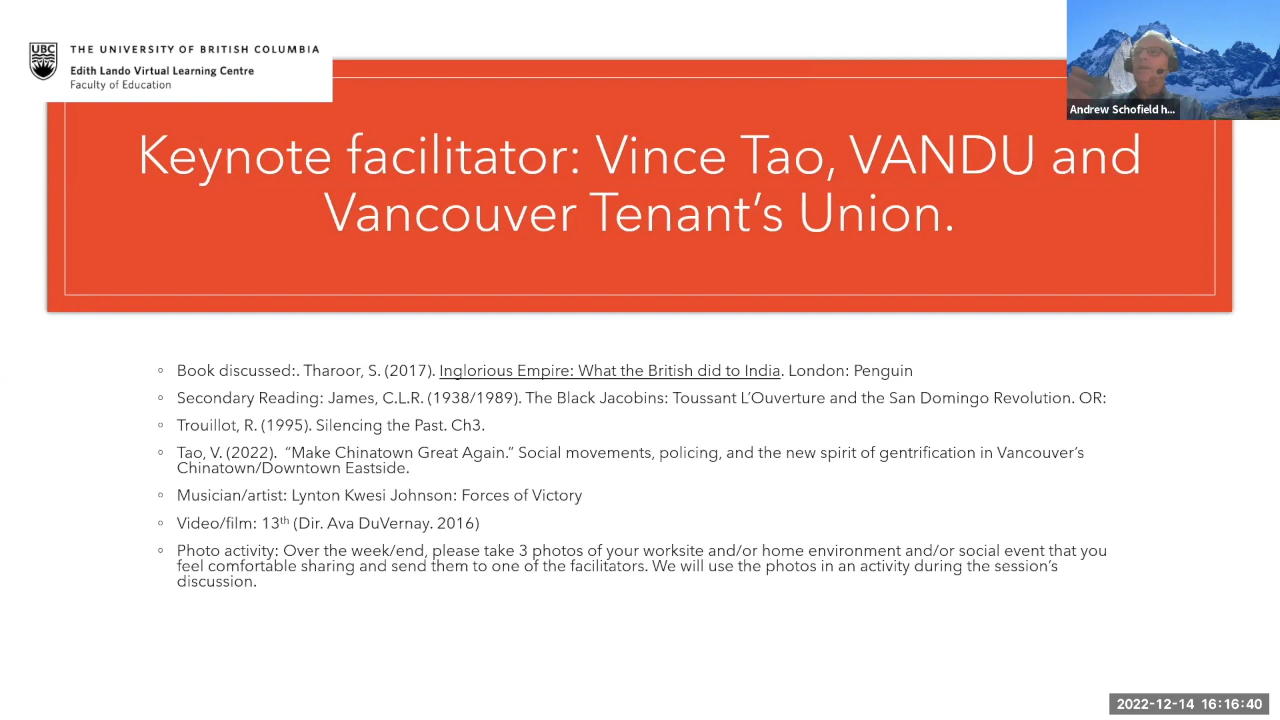 UBC
THE UNIVERSITY OF BRITISH COLUMBIA
Edith Lando Virtual Learning Centre
Faculty of Education
Andrew Schofield h...
Keynote facilitator: Vince Tao, VANDU and
Vancouver Tenant’s Union.
◦ Book discussed:. Tharoor, S. (2017). Inglorious Empire: What the British did to India. London: Penguin
◦ Secondary Reading: James, C.L.R. (1938/1989). The Black Jacobins: Toussant L’Ouverture and the San Domingo Revolution. OR:
◦ Trouillot, R. (1995). Silencing the Past. Ch3.
◦ Tao, V. (2022). “Make Chinatown Great Again.” Social movements, policing, and the new spirit of gentrification in Vancouver’s
Chinatown/Downtown Eastside.
◦ Musician/artist: Lynton Kwesi Johnson: Forces of Victory
◦ Video/film: 13th (Dir. Ava DuVernay. 2016)
◦ Photo activity: Over the week/end, please take 3 photos of your worksite and/or home environment and/or social event that you
feel comfortable sharing and send them to one of the facilitators. We will use the photos in an activity during the session’s
discussion.
2022-12-14 16:16:40